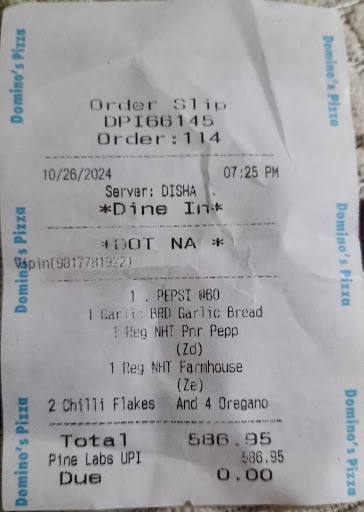 Order Slip
DPI66145
Order:114
10/26/2024 07:25 PM
Server: DISHA .
*Dine In*
*DOT NA *
Vipin(9817781922)
1 . PEPSI @60
1 Garlic BRD Garlic Bread
1 Reg NHT Pnr Pepp
(Zd)
1 Reg NHT Farmhouse
(Ze)
2 Chilli Flakes And 4 Oregano
Total 586.95
Pine Labs UPI 586.95
Due 0.00
Domino's Pizza
Domino's Pizza
Domino's Pizza
Domino's Pizza
Domino's Pizza
Domino's Pizza